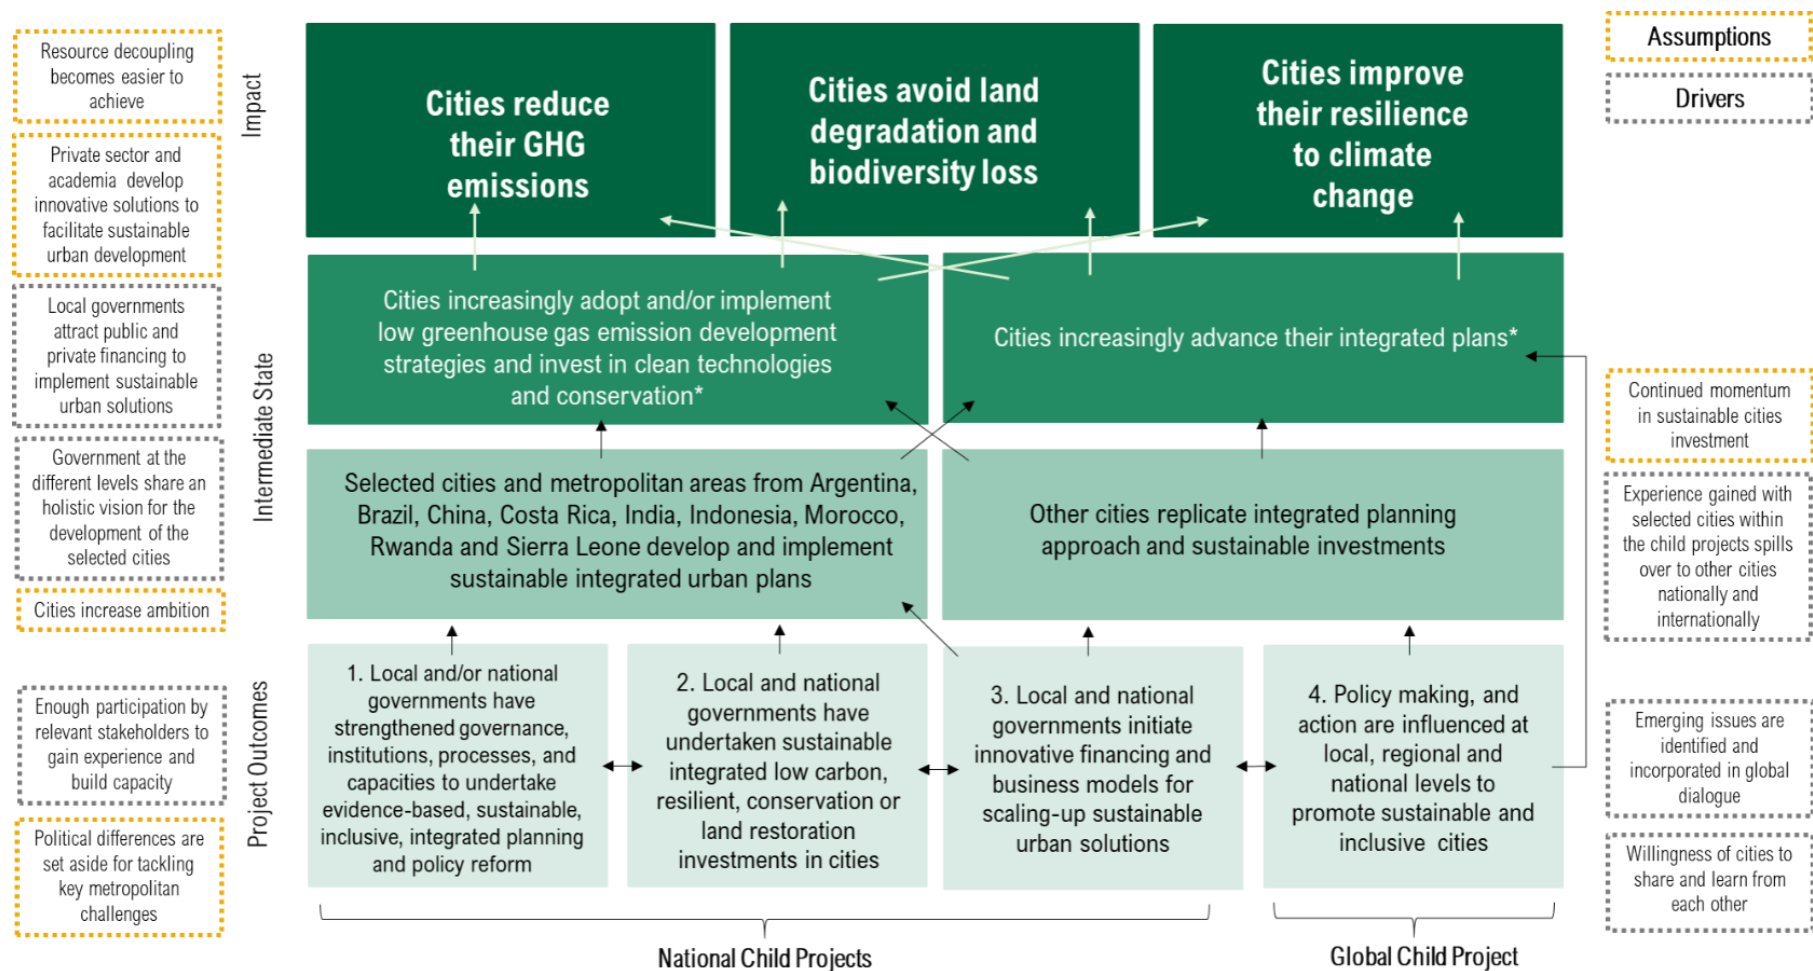 Resource decoupling
becomes easier to
achieve
Private sector and
academia develop
innovative solutions to
facilitate sustainable
urban development
Local governments
attract public and
private financing to
implement sustainable
urban solutions
Government at the
different levels share an
holistic vision for the
development of the
selected cities
Cities increase ambition
Enough participation by
relevant stakeholders to
gain experience and
build capacity
Political differences are
set aside for tackling
key metropolitan
challenges
Impact
Intermediate State
Project Outcomes
Cities reduce
their GHG
emissions
Cities avoid land
degradation and
biodiversity loss
Cities improve
their resilience
to climate
change
Cities increasingly adopt and/or implement
low greenhouse gas emission development
strategies and invest in clean technologies
and conservation*
Cities increasingly advance their integrated plans*
Selected cities and metropolitan areas from Argentina,
Brazil, China, Costa Rica, India, Indonesia, Morocco,
Rwanda and Sierra Leone develop and implement
sustainable integrated urban plans
Other cities replicate integrated planning
approach and sustainable investments
1. Local and/or national
governments have
strengthened governance,
institutions, processes, and
capacities to undertake
evidence-based, sustainable,
inclusive, integrated planning
and policy reform
2. Local and national
governments have
undertaken sustainable
integrated low carbon,
resilient, conservation or
land restoration
investments in cities
3. Local and national
governments initiate
innovative financing and
business models for
scaling-up sustainable
urban solutions
4. Policy making, and
action are influenced at
local, regional and
national levels to
promote sustainable and
inclusive cities
National Child Projects
Global Child Project
Assumptions
Drivers
Continued momentum
in sustainable cities
investment
Experience gained with
selected cities within
the child projects spills
over to other cities
nationally and
internationally
Emerging issues are
identified and
incorporated in global
dialogue
Willingness of cities to
share and learn from
each other